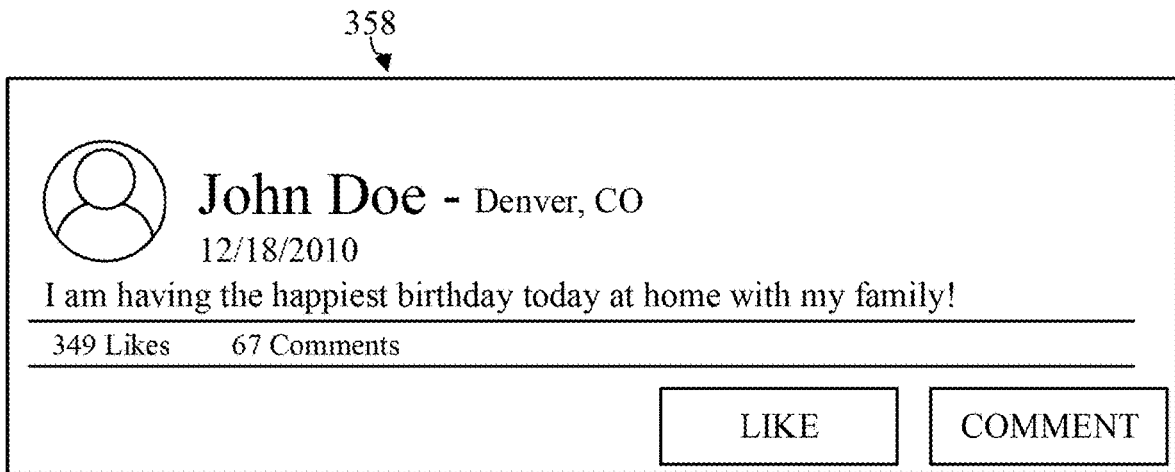 358
John Doe - Denver, CO
12/18/2010
I am having the happiest birthday today at home with my family!
349 Likes 67 Comments
LIKE COMMENT